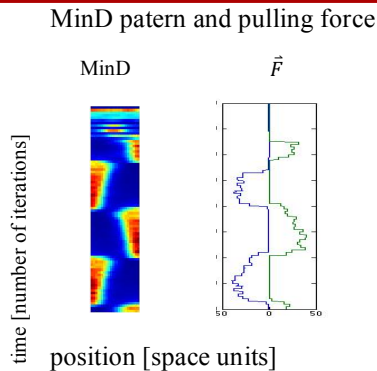 MinD patern and pulling force
MinD
F⃗
time [number of iterations]
50 0 50
position [space units]